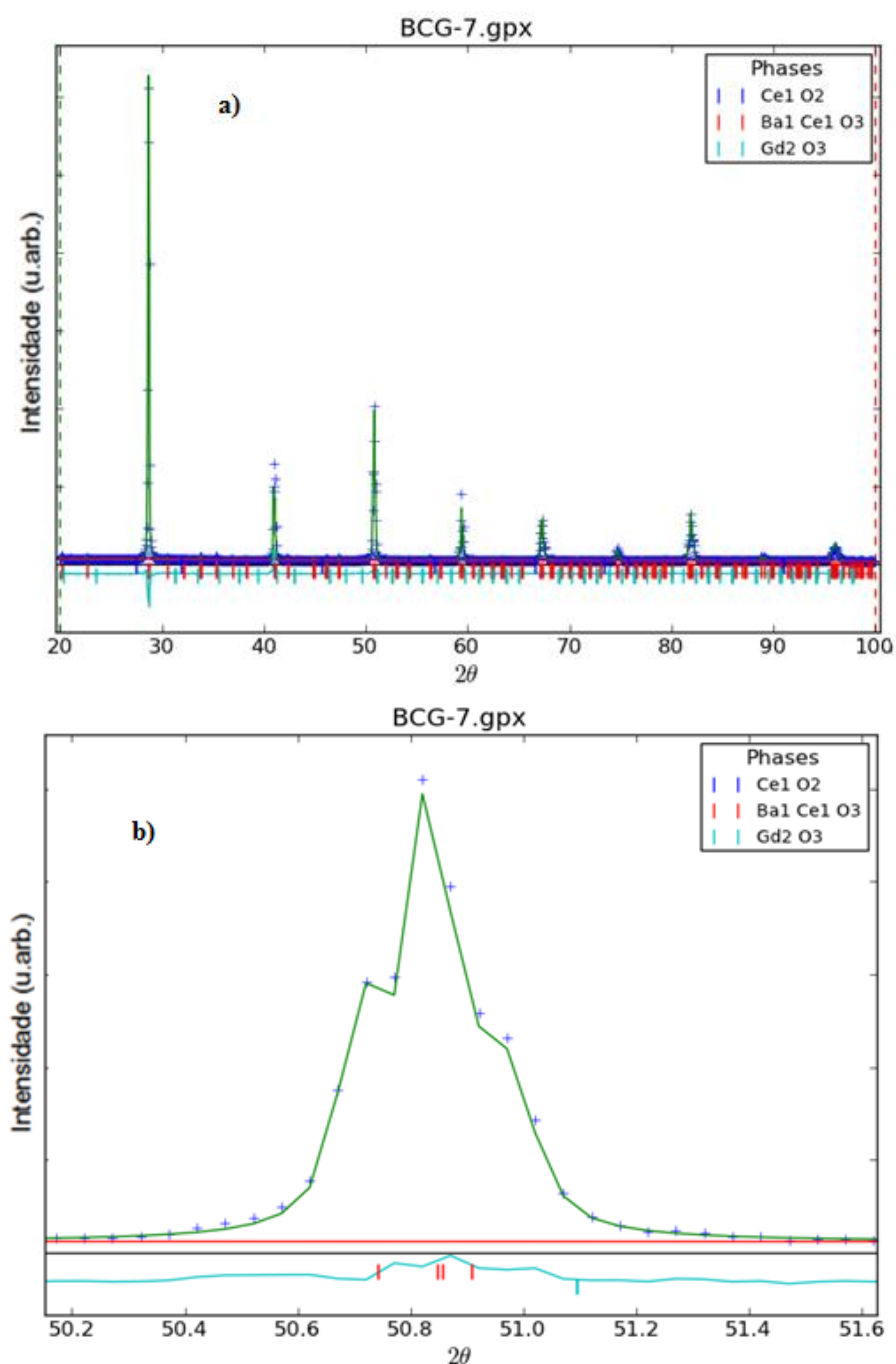 BCG-7.gpx
a)
Phases
Ce1 O2
Ba1 Ce1 O3
Gd2 O3
Intensidade (u.arb.)
20 30 40 50 60 70 80 90 100
2θ
BCG-7.gpx
b)
Phases
Ce1 O2
Ba1 Ce1 O3
Gd2 O3
Intensidade (u.arb.)
50.2 50.4 50.6 50.8 51.0 51.2 51.4 51.6
2θ